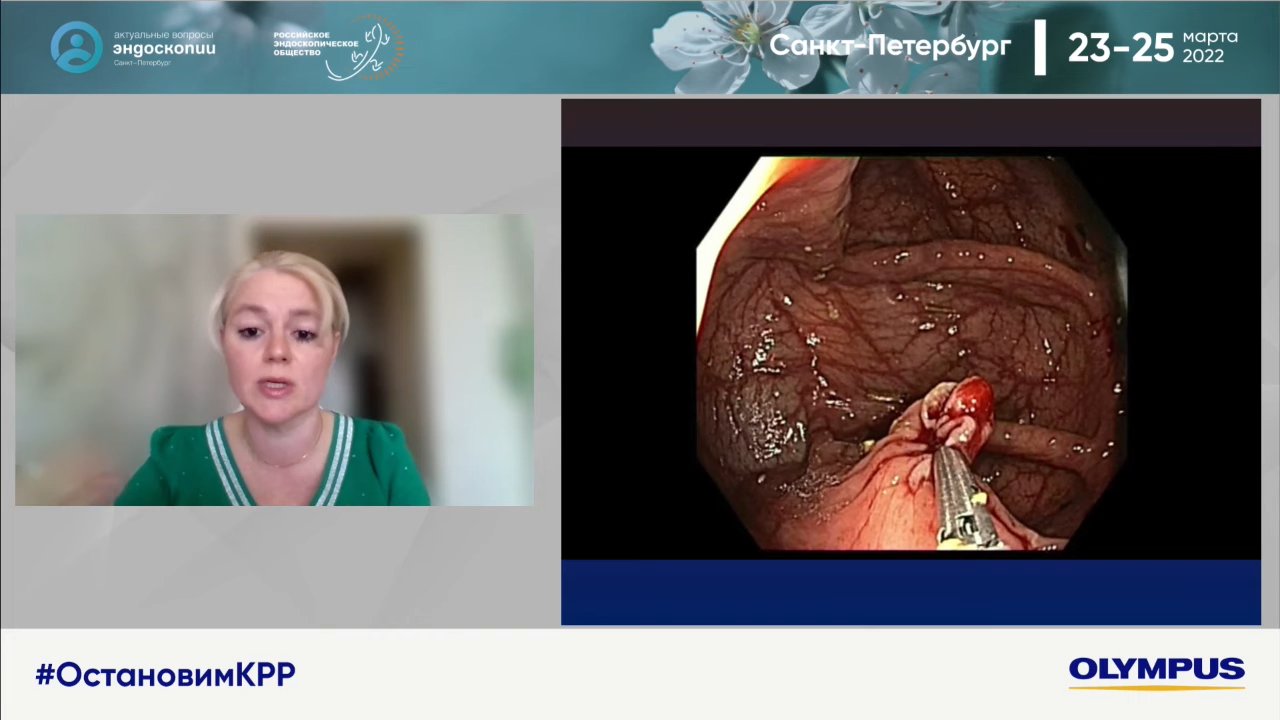 актуальные вопросы
эндоскопии
Санкт-Петербург
РОССИЙСКОЕ
ЭНДОСКОПИЧЕСКОЕ
ОБЩЕСТВО
Санкт-Петербург
23-25
марта
2022
#ОстановимКРР
OLYMPUS